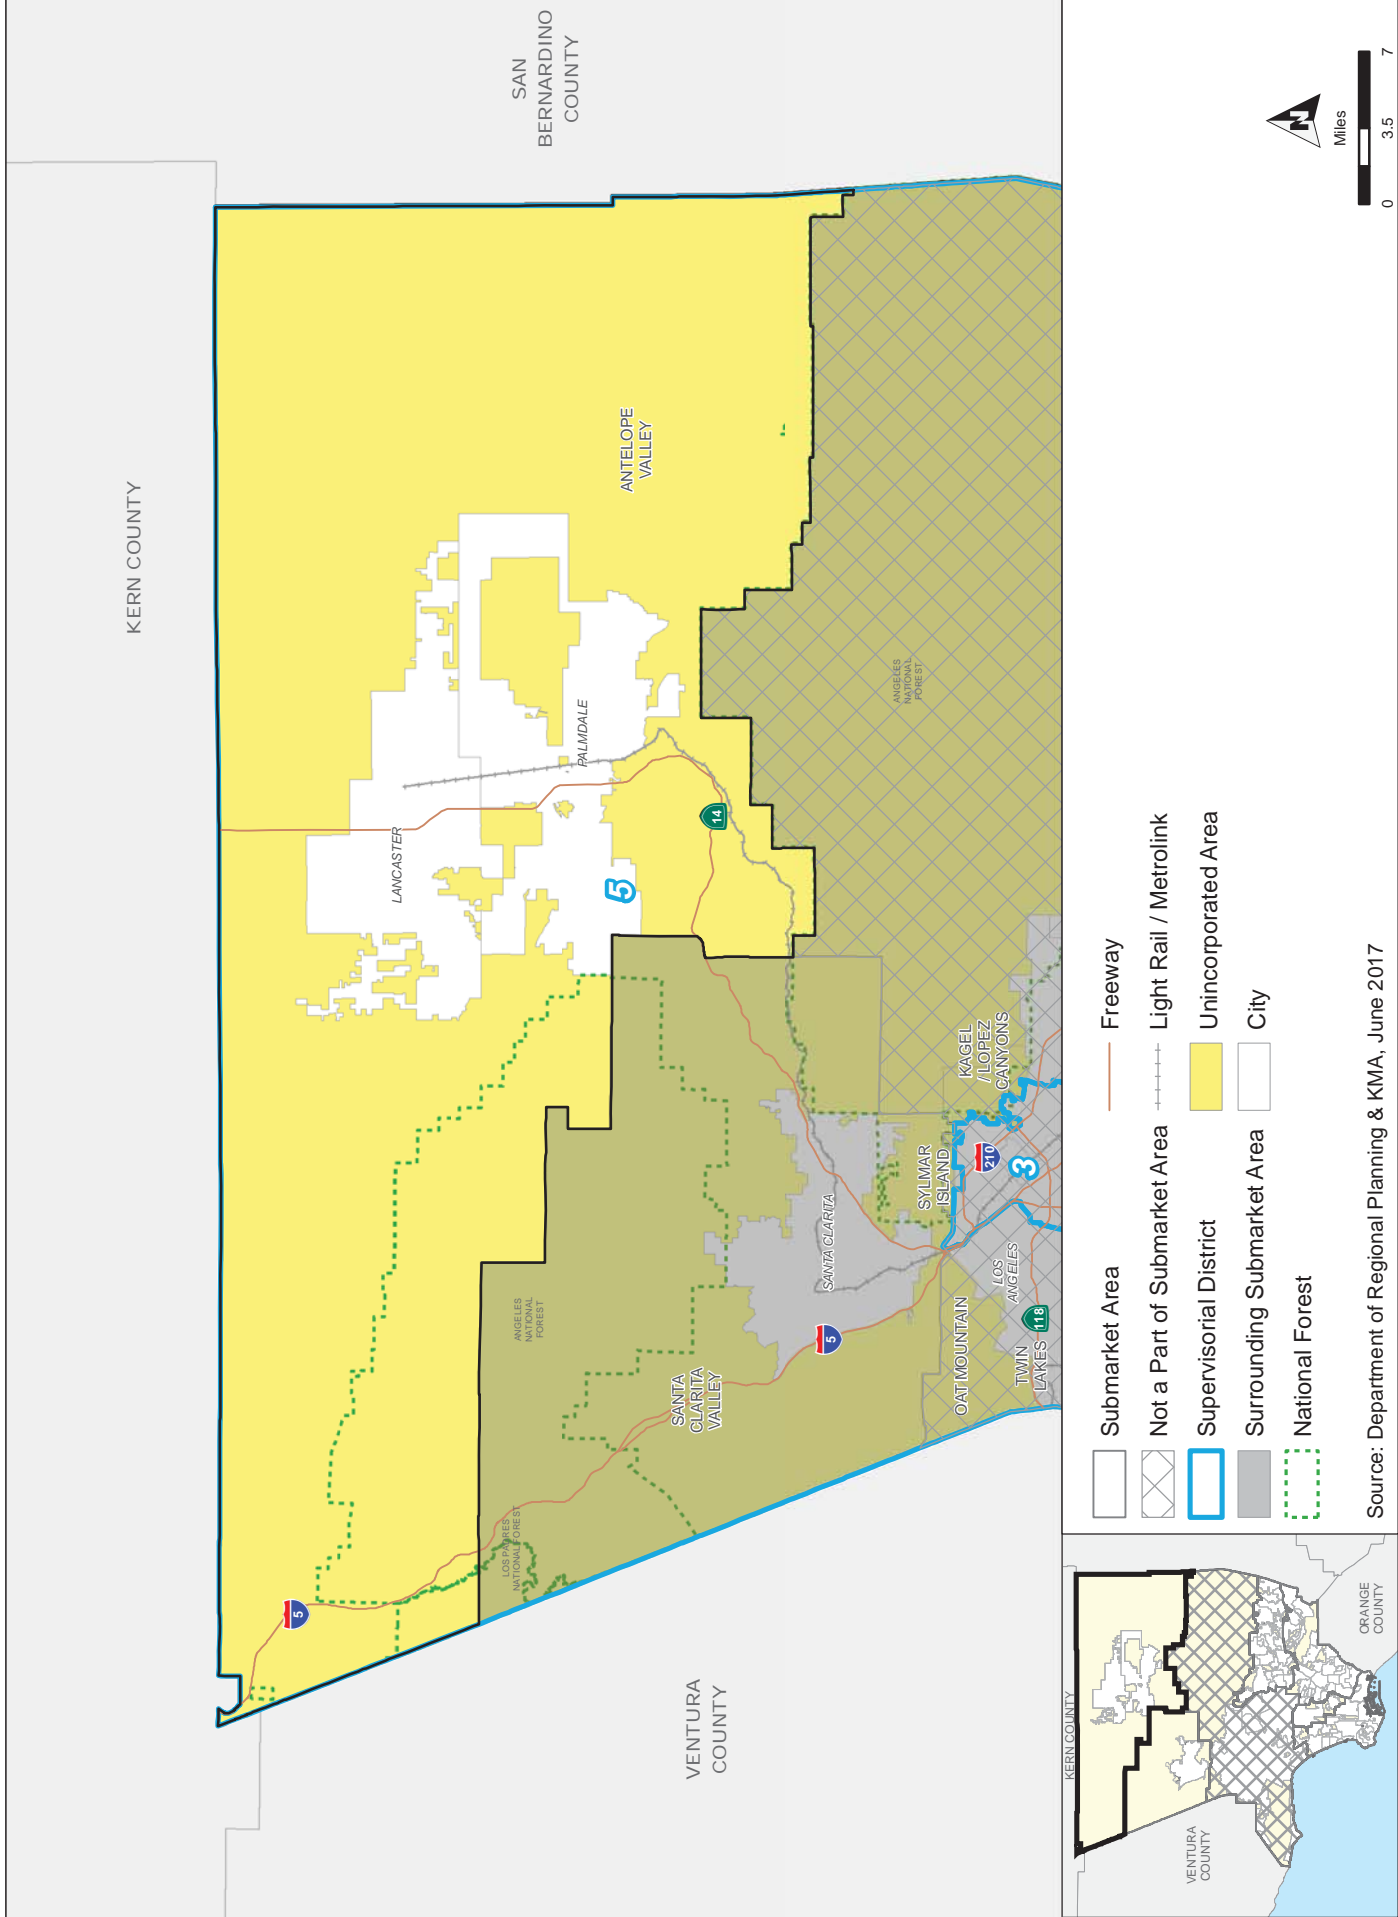 KERN COUNTY
SAN
BERNARDINO
COUNTY
VENTURA
COUNTY
5
LOS PADRES
NATIONAL FOREST
ANGELES
NATIONAL
FOREST
SANTA
CLARITA
VALLEY
LANCASTER
PALMDALE
ANTELOPE
VALLEY
5
14
5
SANTA CLARITA
ANGELES
NATIONAL
FOREST
OAT MOUNTAIN
SYLMAR
ISLAND
KAGEL
/ LOPEZ
CANYONS
210
3
LOS
ANGELES
TWIN
LAKES
118
KERN COUNTY
VENTURA
COUNTY
ORANGE
COUNTY
Submarket Area
Not a Part of Submarket Area
Supervisorial District
Surrounding Submarket Area
National Forest
Freeway
Light Rail / Metrolink
Unincorporated Area
City
Source: Department of Regional Planning & KMA, June 2017
N
Miles
0 3.5 7